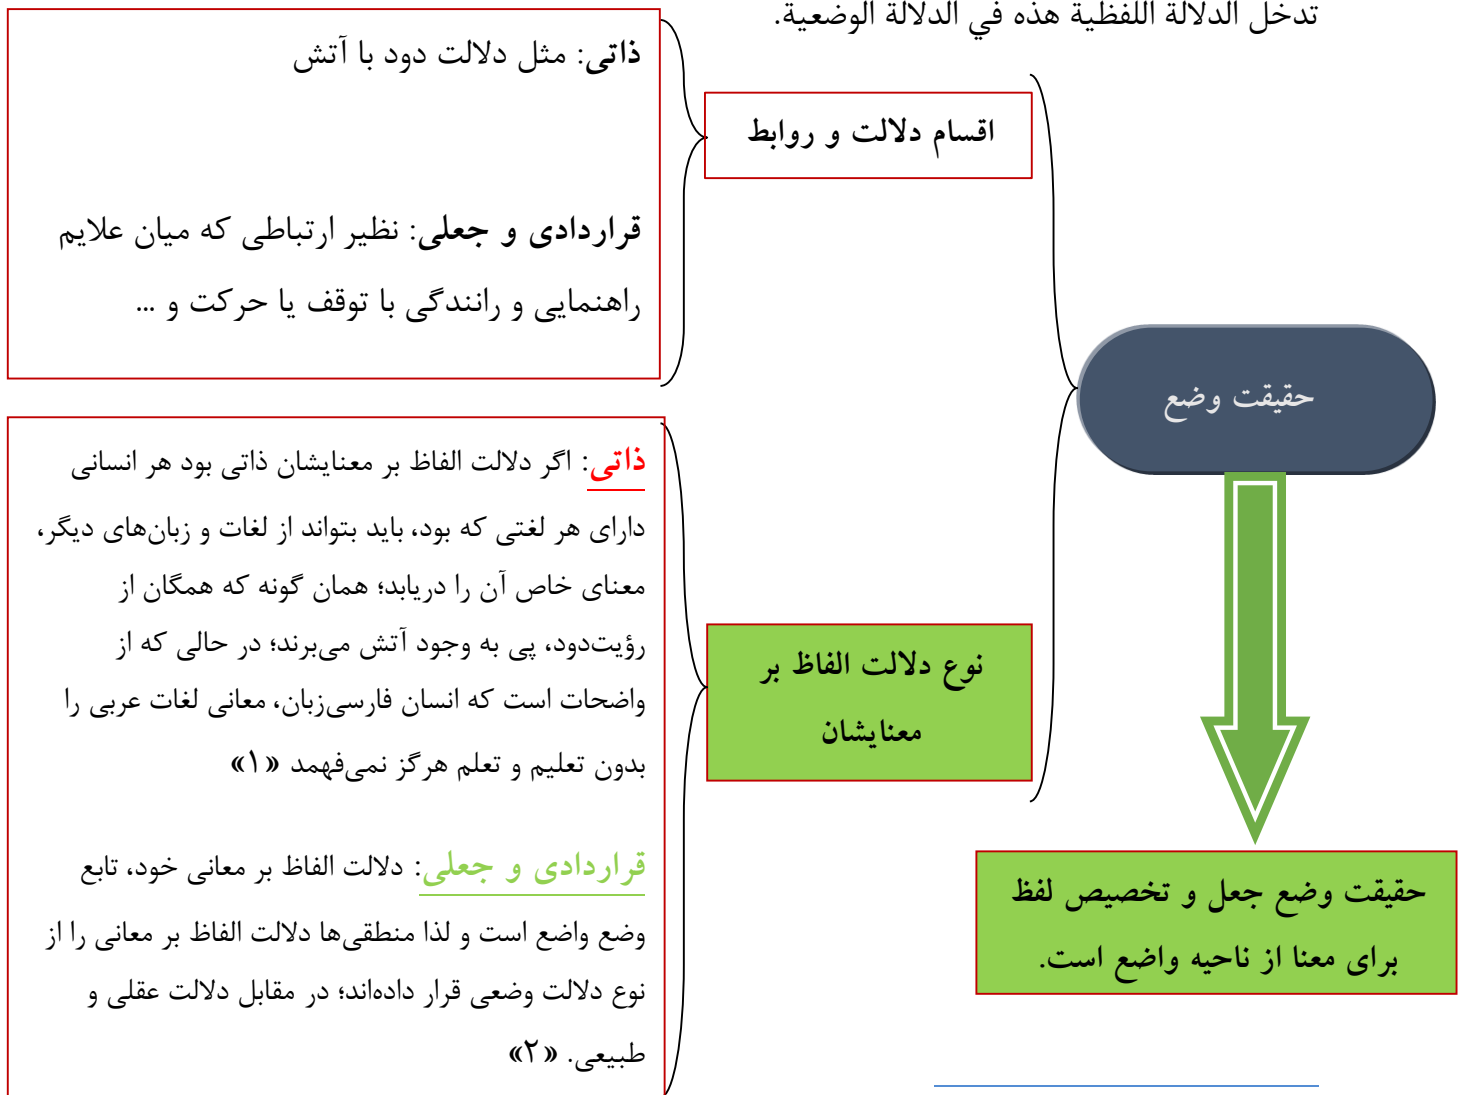 تدخل الدلالة اللفظية هذه في الدلالة الوضعية.
حقیقت وضع
اقسام دلالت و روابط
ذاتی: مثل دلالت دود با آتش
قراردادی و جعلی: نظیر ارتباطی که میان علایم
راهنمایی و رانندگی با توقف یا حرکت و ...
نوع دلالت الفاظ بر
معنایشان
ذاتی: اگر دلالت الفاظ بر معنایشان ذاتی بود هر انسانی
دارای هر لغتی که بود، باید بتواند از لغات و زبان‌های دیگر،
معنای خاص آن را دریابد؛ همان گونه که همگان از
رؤیت‌دود، پی به وجود آتش می‌برند؛ در حالی که از
واضحات است که انسان فارسی‌زبان، معانی لغات عربی را
بدون تعلیم و تعلم هرگز نمی‌فهمد «۱»
قراردادی و جعلی: دلالت الفاظ بر معانی خود، تابع
وضع واضع است و لذا منطقی‌ها دلالت الفاظ بر معانی را از
نوع دلالت وضعی قرار داده‌اند؛ در مقابل دلالت عقلی و
طبیعی. «۲»
حقیقت وضع جعل و تخصیص لفظ
برای معنا از ناحیه واضع است.